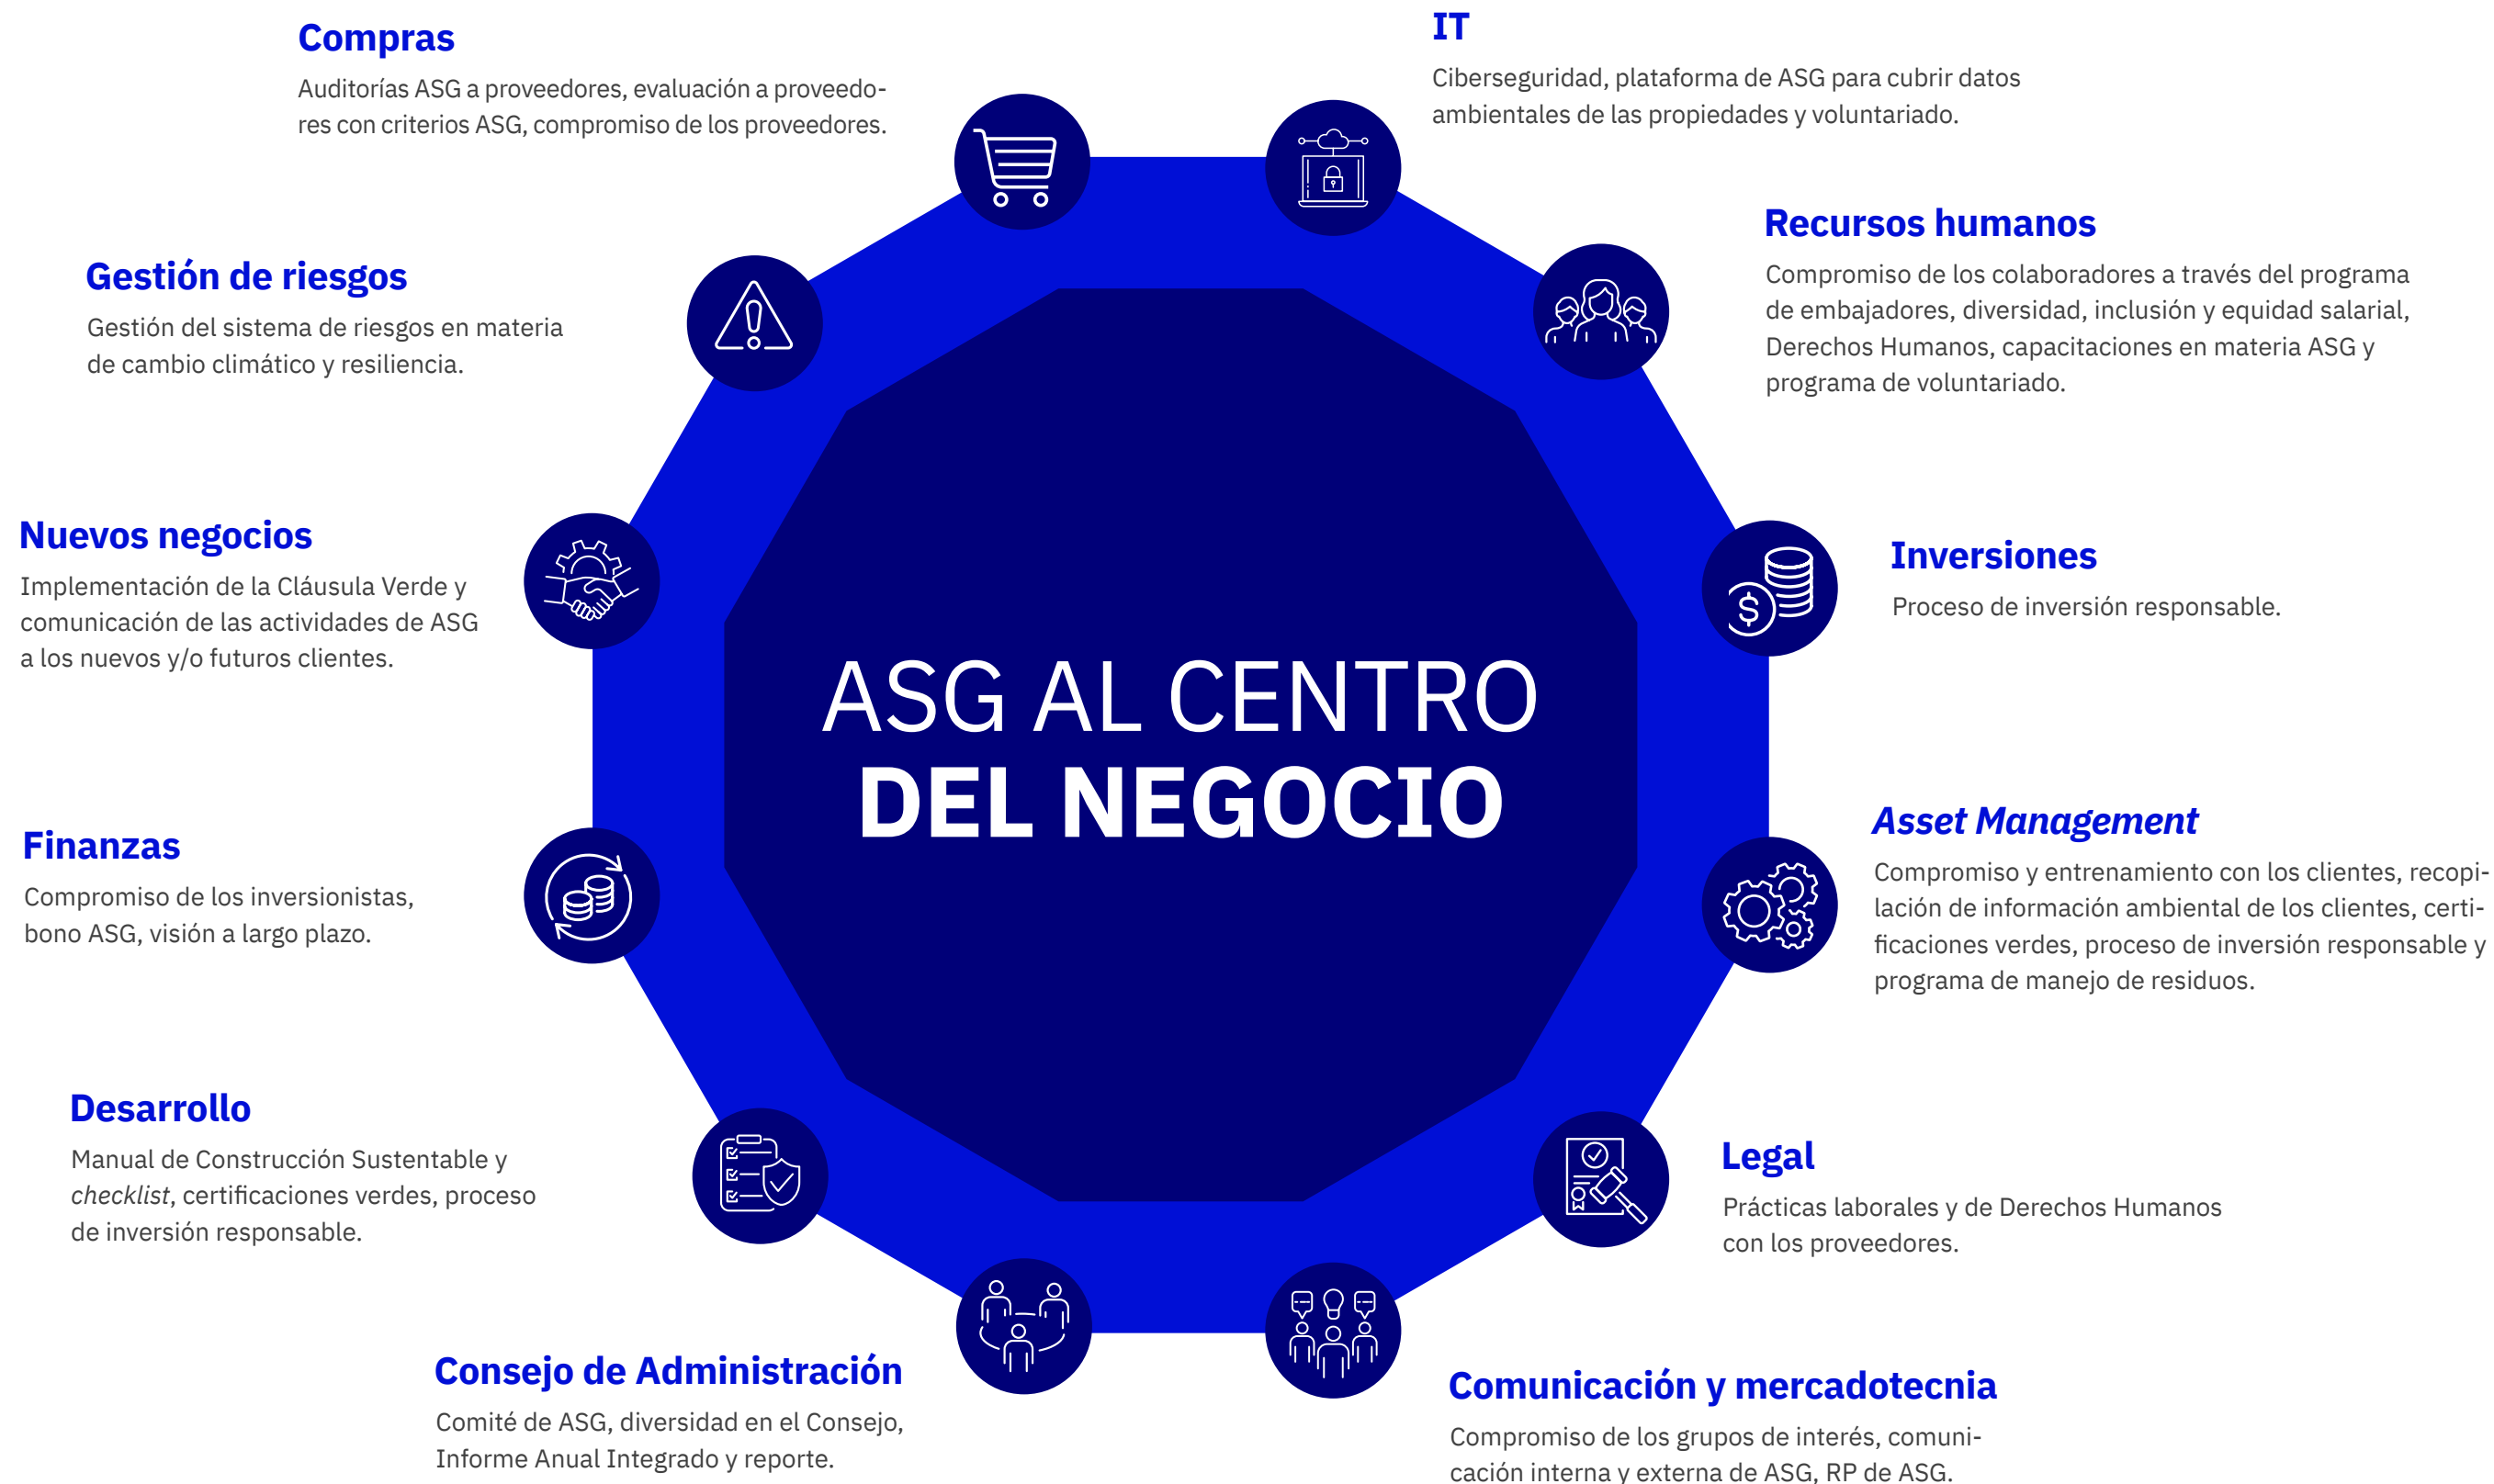 Compras
Auditorías ASG a proveedores, evaluación a proveedo-
res con criterios ASG, compromiso de los proveedores.
IT
Ciberseguridad, plataforma de ASG para cubrir datos
ambientales de las propiedades y voluntariado.
Recursos humanos
Compromiso de los colaboradores a través del programa
de embajadores, diversidad, inclusión y equidad salarial,
Derechos Humanos, capacitaciones en materia ASG y
programa de voluntariado.
Gestión de riesgos
Gestión del sistema de riesgos en materia
de cambio climático y resiliencia.
Nuevos negocios
Implementación de la Cláusula Verde y
comunicación de las actividades de ASG
a los nuevos y/o futuros clientes.
Inversiones
Proceso de inversión responsable.
ASG AL CENTRO
DEL NEGOCIO
Finanzas
Compromiso de los inversionistas,
bono ASG, visión a largo plazo.
Asset Management
Compromiso y entrenamiento con los clientes, recopi-
lación de información ambiental de los clientes, certi-
ficaciones verdes, proceso de inversión responsable y
programa de manejo de residuos.
Desarrollo
Manual de Construcción Sustentable y
checklist, certificaciones verdes, proceso
de inversión responsable.
Legal
Prácticas laborales y de Derechos Humanos
con los proveedores.
Consejo de Administración
Comité de ASG, diversidad en el Consejo,
Informe Anual Integrado y reporte.
Comunicación y mercadotecnia
Compromiso de los grupos de interés, comuni-
cación interna y externa de ASG, RP de ASG.